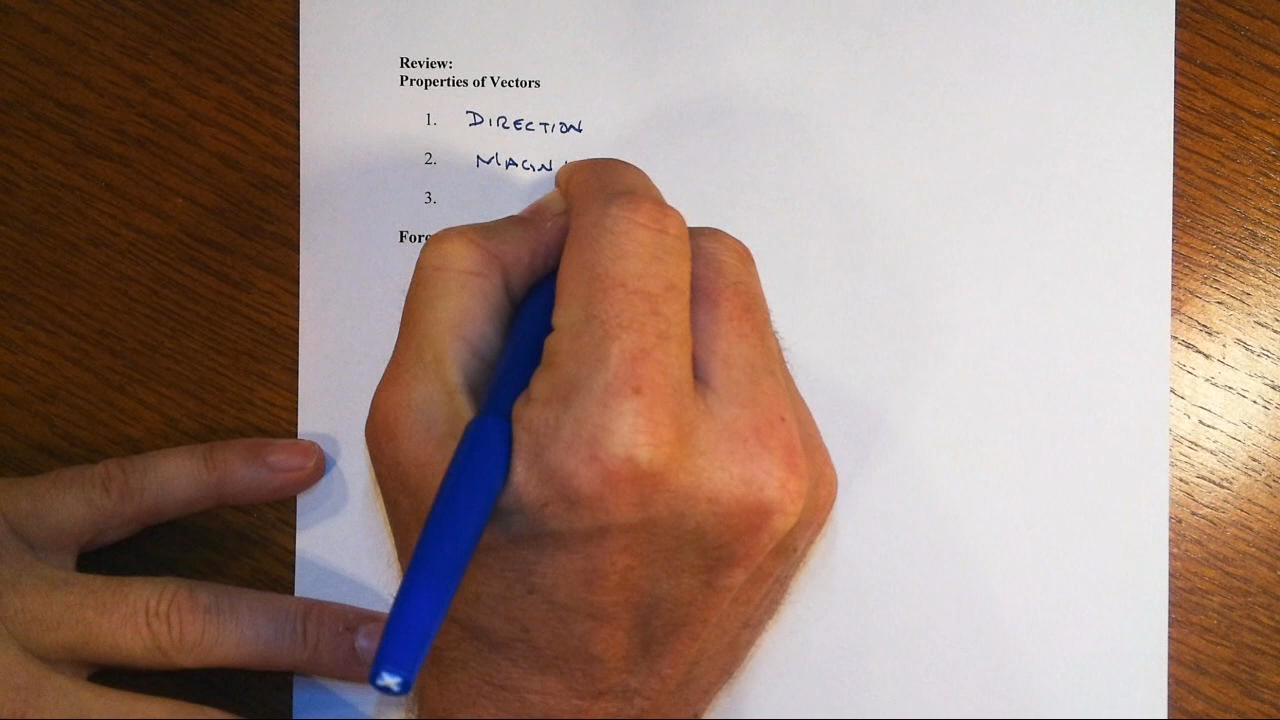 Review:
Properties of Vectors
1. DIRECTION
2. MAGN
3.